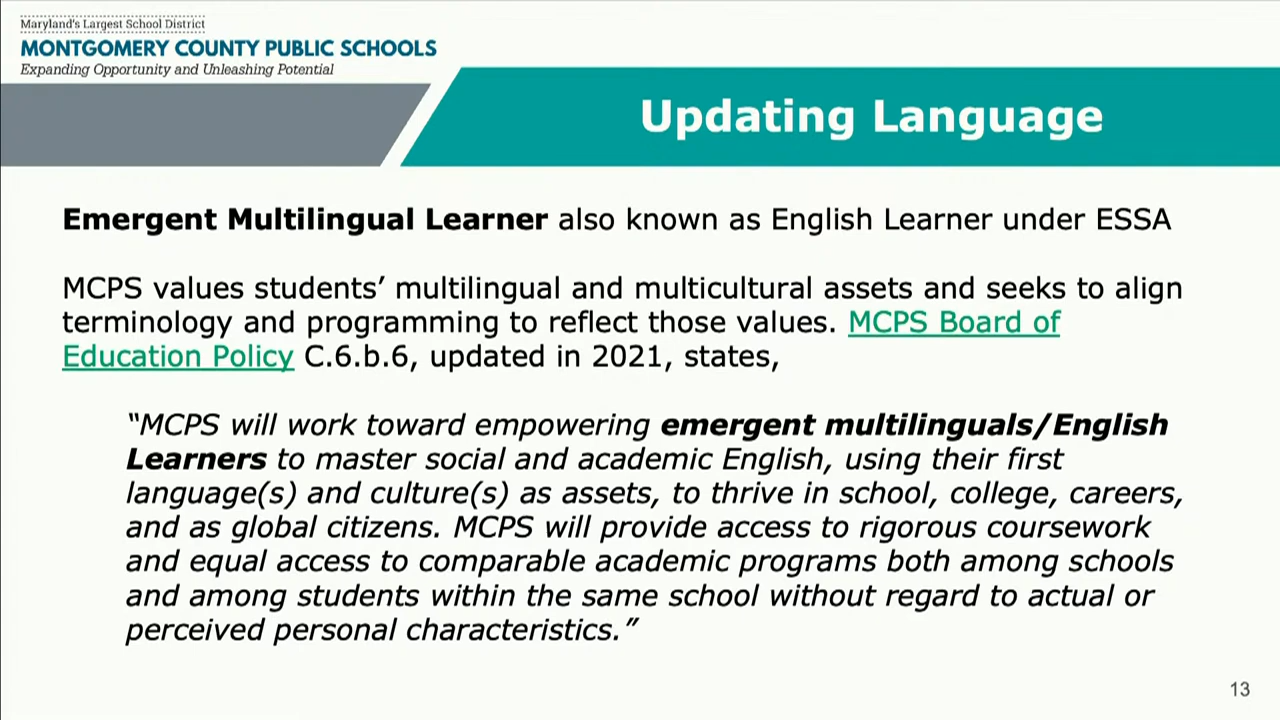 Maryland's Largest School District
MONTGOMERY COUNTY PUBLIC SCHOOLS
Expanding Opportunity and Unleashing Potential
Updating Language
Emergent Multilingual Learner also known as English Learner under ESSA
MCPS values students’ multilingual and multicultural assets and seeks to align
terminology and programming to reflect those values. MCPS Board of
Education Policy C.6.b.6, updated in 2021, states,
“MCPS will work toward empowering emergent multilinguals/English
Learners to master social and academic English, using their first
language(s) and culture(s) as assets, to thrive in school, college, careers,
and as global citizens. MCPS will provide access to rigorous coursework
and equal access to comparable academic programs both among schools
and among students within the same school without regard to actual or
perceived personal characteristics.”
13